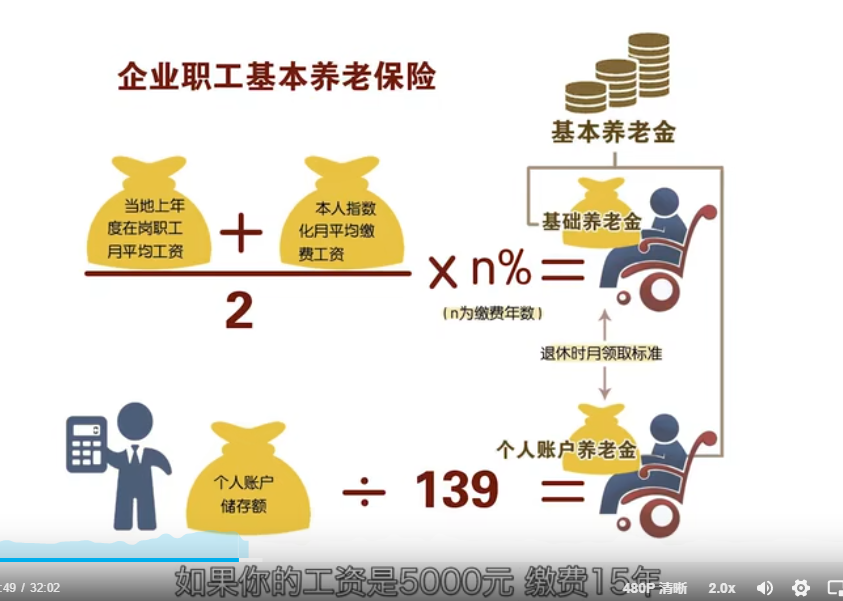 企业职工基本养老保险
基本养老金
当地上年
度在岗职工
月平均工资
+
本人指数
化月平均缴
费工资
2
x n% =
(n为缴费年数)
基础养老金
退休时月领取标准
个人账户
储存额
÷ 139 =
个人账户养老金
如果你的工资是5000元 缴费15年
:49 / 32:02
480P 清晰
2.0x